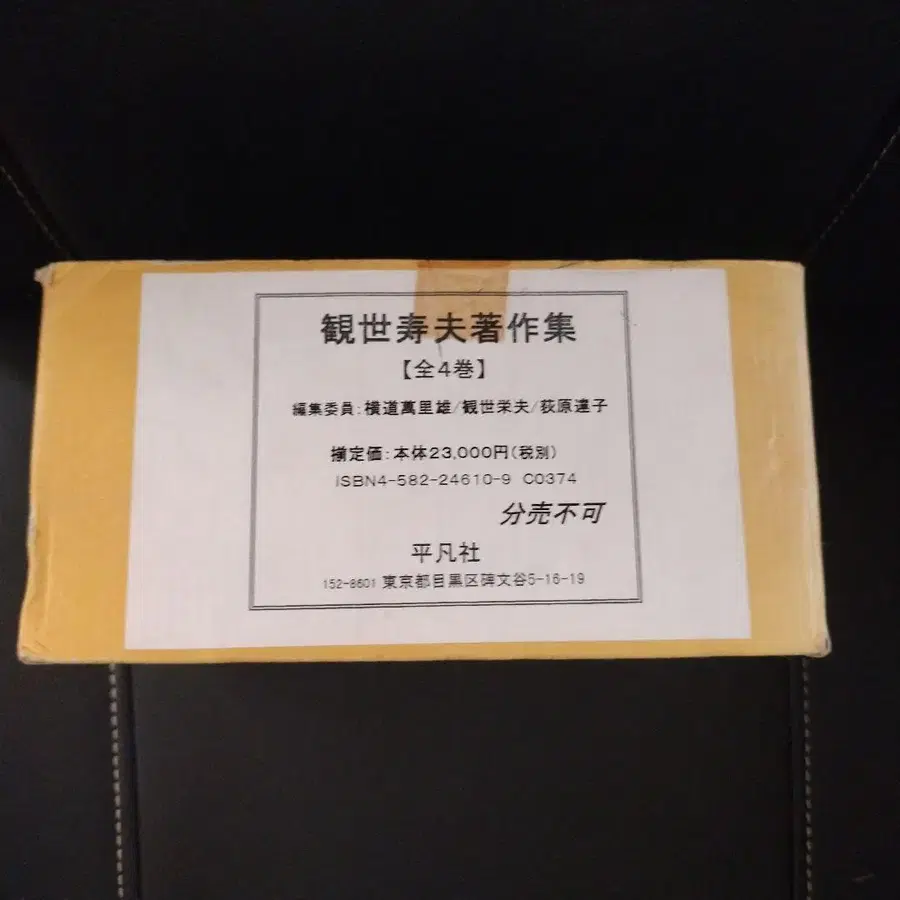 観世寿夫著作集
【全4巻】
編集委員:横道萬里雄/観世栄夫/荻原達子
揃定価:本体23,000円(税別)
ISBN4-582-24610-9 C0374
分売不可
平凡社
152-8601 東京都目黒区碑文谷5-16-19